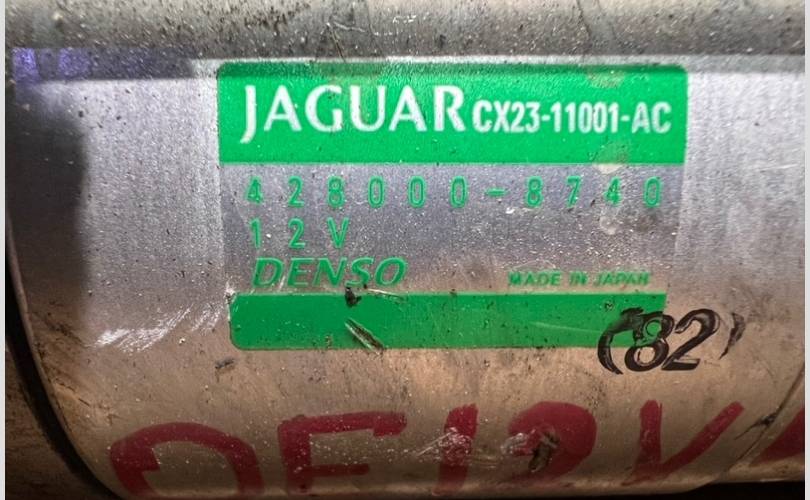 JAGUAR CX23-11001-AC
428000-8740
12V
DENSO MADE IN JAPAN
(82)